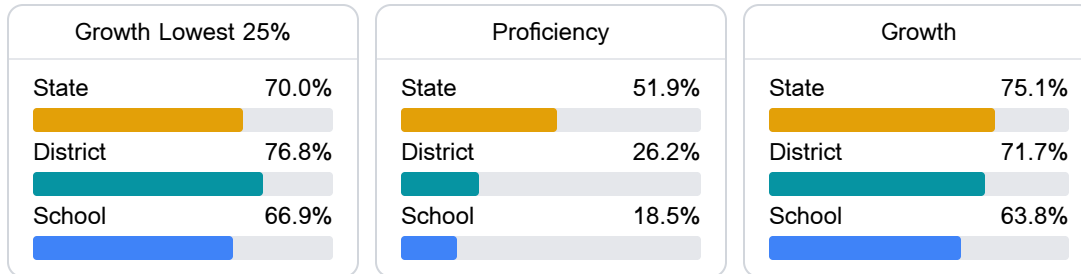 Growth Lowest 25%
State 70.0%
District 76.8%
School 66.9%
Proficiency
State 51.9%
District 26.2%
School 18.5%
Growth
State 75.1%
District 71.7%
School 63.8%